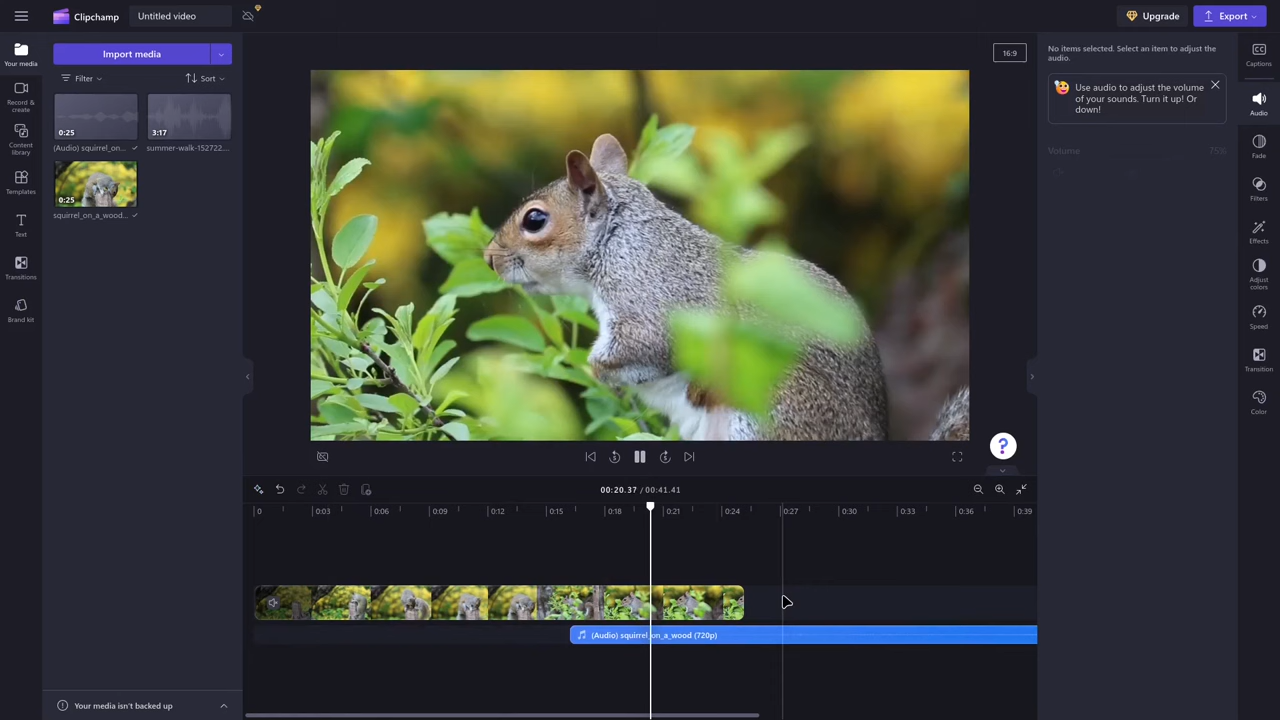 Clipchamp
Untitled video
Upgrade
Export
Your media
Record &
create
Content
library
Templates
Text
Transitions
Brand kit
Import media
Filter
Sort
0:25
3:17
(Audio) squirrel_on...
summer-walk-152722...
0:25
squirrel_on_a_wood...
Your media isn't backed up
16:9
?
00:20.37 / 00:41.41
0
0:03
0:06
0:09
0:12
0:15
0:18
0:21
0:24
0:27
0:30
0:33
0:36
0:39
(Audio) squirrel_on_a_wood (720p)
No items selected. Select an item to adjust the
audio.
Use audio to adjust the volume
of your sounds. Turn it up! Or
down!
Volume
75%
CC
Captions
Audio
Fade
Filters
Effects
Adjust
colors
Speed
Transition
Color